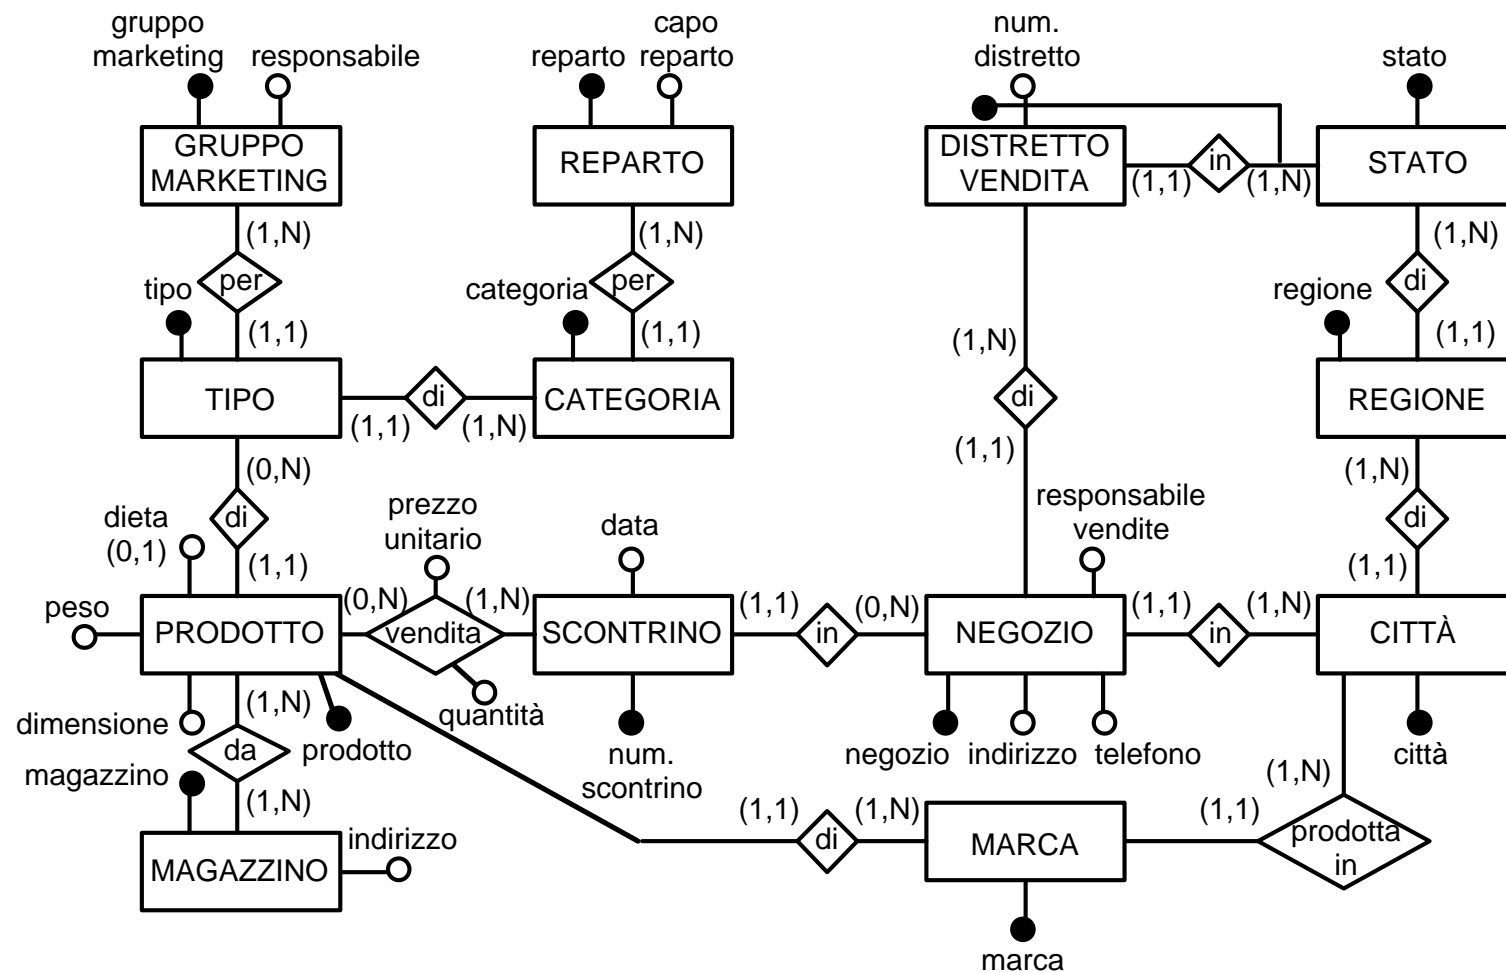 gruppo
marketing
responsabile
reparto
capo
reparto
num.
distretto
stato
GRUPPO
MARKETING
REPARTO
DISTRETTO
VENDITA
(1,1)
in
(1,N)
STATO
(1,N)
per
(1,N)
per
(1,N)
di
tipo
(1,1)
categoria
(1,1)
regione
(1,1)
(1,N)
TIPO
(1,1)
di
(1,N)
CATEGORIA
di
REGIONE
(0,N)
(1,1)
(1,N)
di
di
dieta
(0,1)
(1,1)
prezzo
unitario
data
responsabile
vendite
(1,1)
peso
PRODOTTO
(0,N)
vendita
(1,N)
SCONTRINO
(1,1)
in
(0,N)
NEGOZIO
(1,1)
in
(1,N)
CITTÀ
dimensione
(1,N)
prodotto
quantità
num.
scontrino
negozio
indirizzo
telefono
città
da
magazzino
(1,N)
indirizzo
MAGAZZINO
(1,1)
di
(1,N)
MARCA
(1,1)
(1,N)
prodotta
in
marca